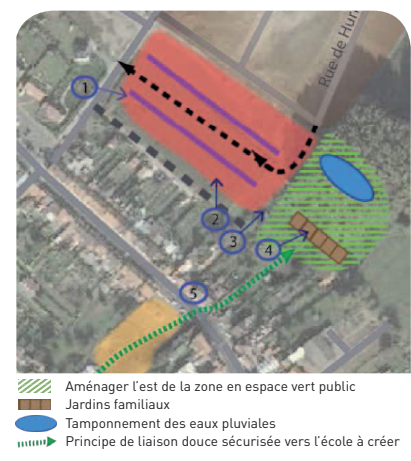 Rue de Huri
1
2
3
4
5
Aménager l'est de la zone en espace vert public
Jardins familiaux
Tamponnement des eaux pluviales
Principe de liaison douce sécurisée vers l'école à créer